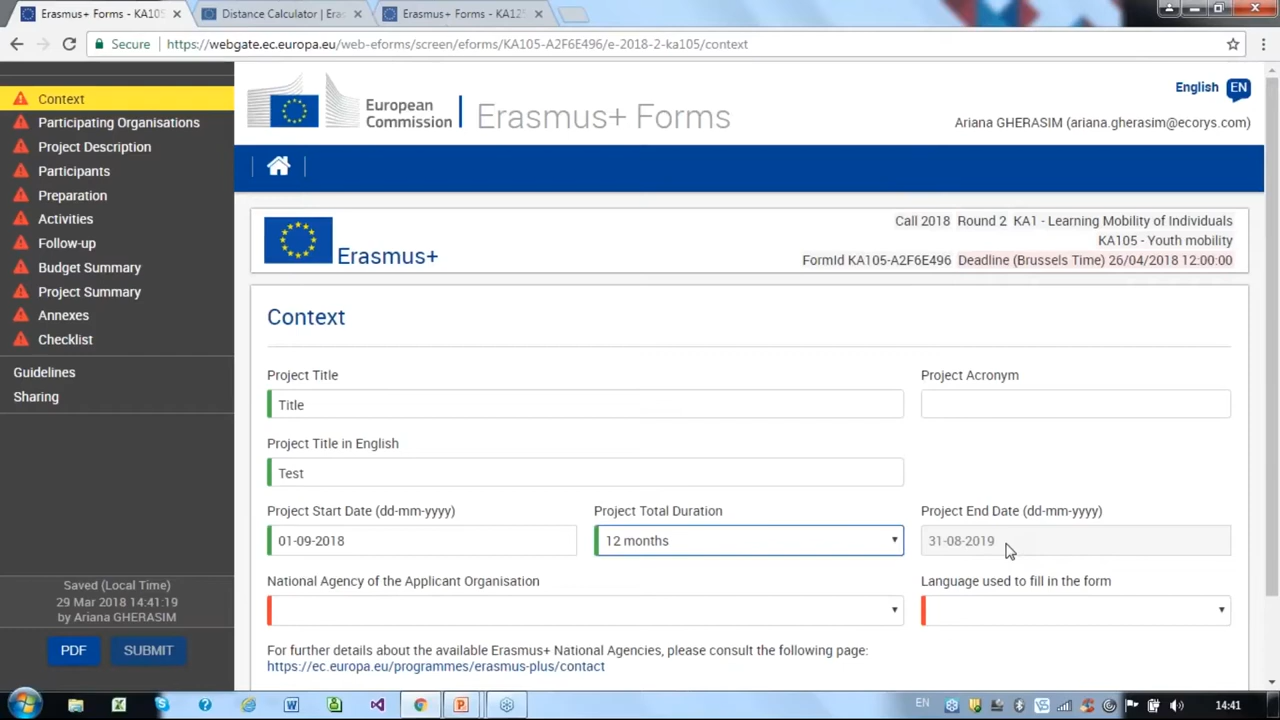 Erasmus+ Forms - KA105
Distance Calculator | Eras
Erasmus+ Forms - KA125
Secure
https://webgate.ec.europa.eu/web-eforms/screen/eforms/KA105-A2F6E496/e-2018-2-ka105/context
Context
Participating Organisations
Project Description
Participants
Preparation
Activities
Follow-up
Budget Summary
Project Summary
Annexes
Checklist
Guidelines
Sharing
Saved (Local Time)
29 Mar 2018 14:41:19
by Ariana GHERASIM
PDF
SUBMIT
European
Commission
Erasmus+ Forms
English EN
Ariana GHERASIM (ariana.gherasim@ecorys.com)
Erasmus+
Call 2018 Round 2 KA1 - Learning Mobility of Individuals
KA105 - Youth mobility
FormId KA105-A2F6E496 Deadline (Brussels Time) 26/04/2018 12:00:00
Context
Project Title
Project Acronym
Title
Project Title in English
Test
Project Start Date (dd-mm-yyyy)
Project Total Duration
Project End Date (dd-mm-yyyy)
01-09-2018
12 months
31-08-2019
National Agency of the Applicant Organisation
Language used to fill in the form
For further details about the available Erasmus+ National Agencies, please consult the following page:
https://ec.europa.eu/programmes/erasmus-plus/contact
EN
14:41